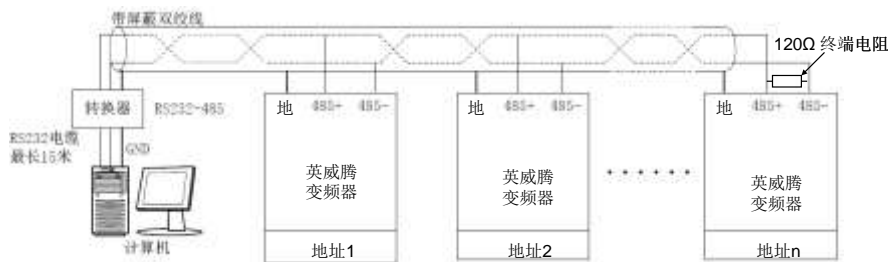 带屏蔽双绞线
120Ω 终端电阻
转换器
RS232-485
RS232电缆
最长15米
GND
计算机
地 485+ 485-
英威腾
变频器
地址1
地 485+ 485-
英威腾
变频器
地址2
······
地 485+ 485-
英威腾
变频器
地址n